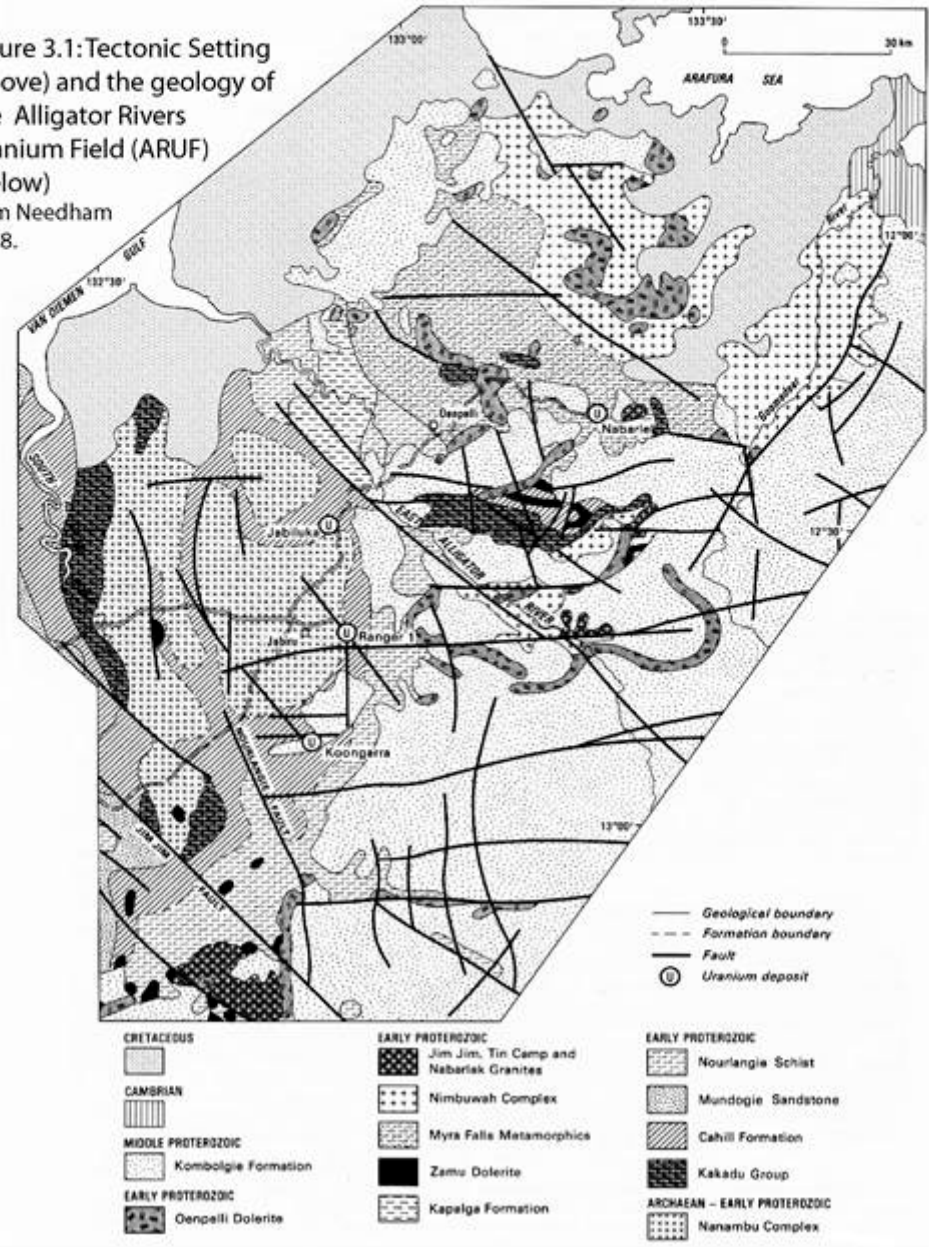 ure 3.1: Tectonic Setting
ove) and the geology of
e Alligator Rivers
anium Field (ARUF)
elow)
m Needham
8.
133°00'
133°30'
0 30 km
ARAFURA SEA
River
12°00'
VAN DIEMEN GULF
132°30'
Goomadeer
Oenpelli
U
Nabarlek
SOUTH
EAST ALLIGATOR RIVER
12°30'
Jabiluka
U
Jabiru
U
Ranger 1
U
Koongarra
NOURLANGIE FAULT
13°00'
JIM JIM FAULT
Geological boundary
Formation boundary
Fault
U Uranium deposit
CRETACEOUS
CAMBRIAN
MIDDLE PROTEROZOIC
Kombolgie Formation
EARLY PROTEROZOIC
Oenpelli Dolerite
EARLY PROTEROZOIC
Jim Jim, Tin Camp and
Nabarlek Granites
Nimbuwah Complex
Myra Falls Metamorphics
Zamu Dolerite
Kapalga Formation
EARLY PROTEROZOIC
Nourlangie Schist
Mundogie Sandstone
Cahill Formation
Kakadu Group
ARCHAEAN – EARLY PROTEROZOIC
Nanambu Complex